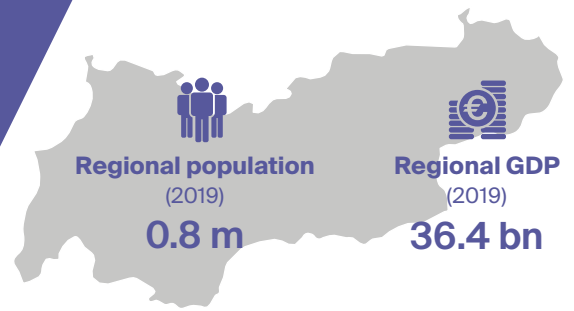 Regional population
(2019)
0.8 m
€
Regional GDP
(2019)
36.4 bn